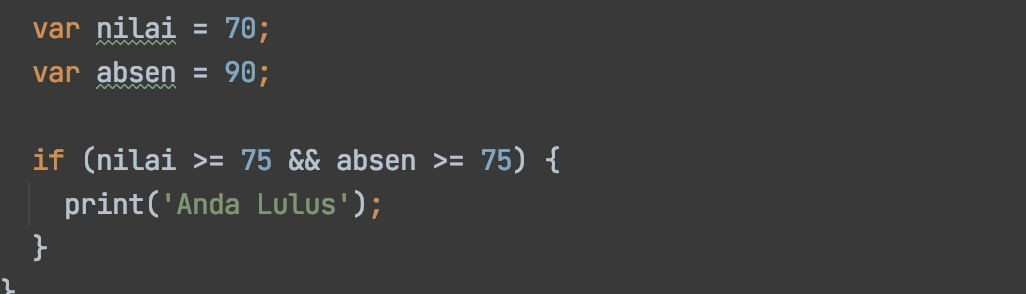 var nilai = 70;
var absen = 90;
if (nilai >= 75 && absen >= 75) {
print('Anda Lulus');
}
}